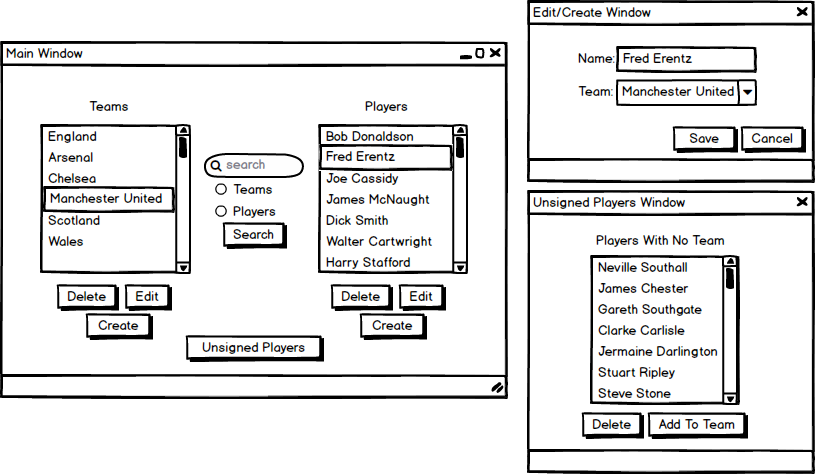 Main Window
Teams
England
Arsenal
Chelsea
Manchester United
Scotland
Wales
Delete
Edit
Create
search
Teams
Players
Search
Players
Bob Donaldson
Fred Erentz
Joe Cassidy
James McNaught
Dick Smith
Walter Cartwright
Harry Stafford
Delete
Edit
Create
Unsigned Players
Edit/Create Window
Name: Fred Erentz
Team: Manchester United
Save
Cancel
Unsigned Players Window
Players With No Team
Neville Southall
James Chester
Gareth Southgate
Clarke Carlisle
Jermaine Darlington
Stuart Ripley
Steve Stone
Delete
Add To Team